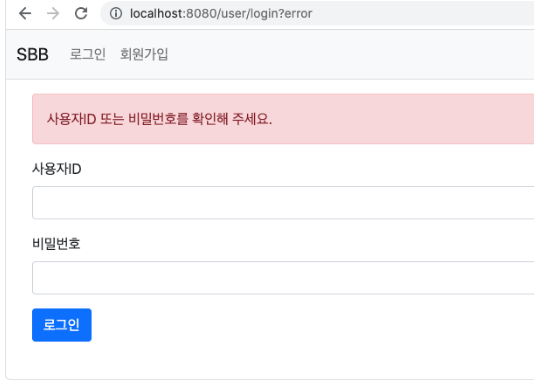 localhost:8080/user/login?error
SBB 로그인 회원가입
사용자ID 또는 비밀번호를 확인해 주세요.
사용자ID
비밀번호
로그인